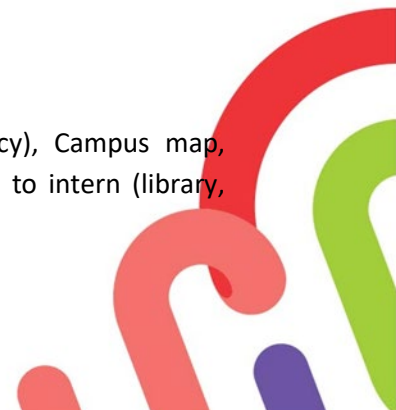 cy), Campus map,
to intern (library,